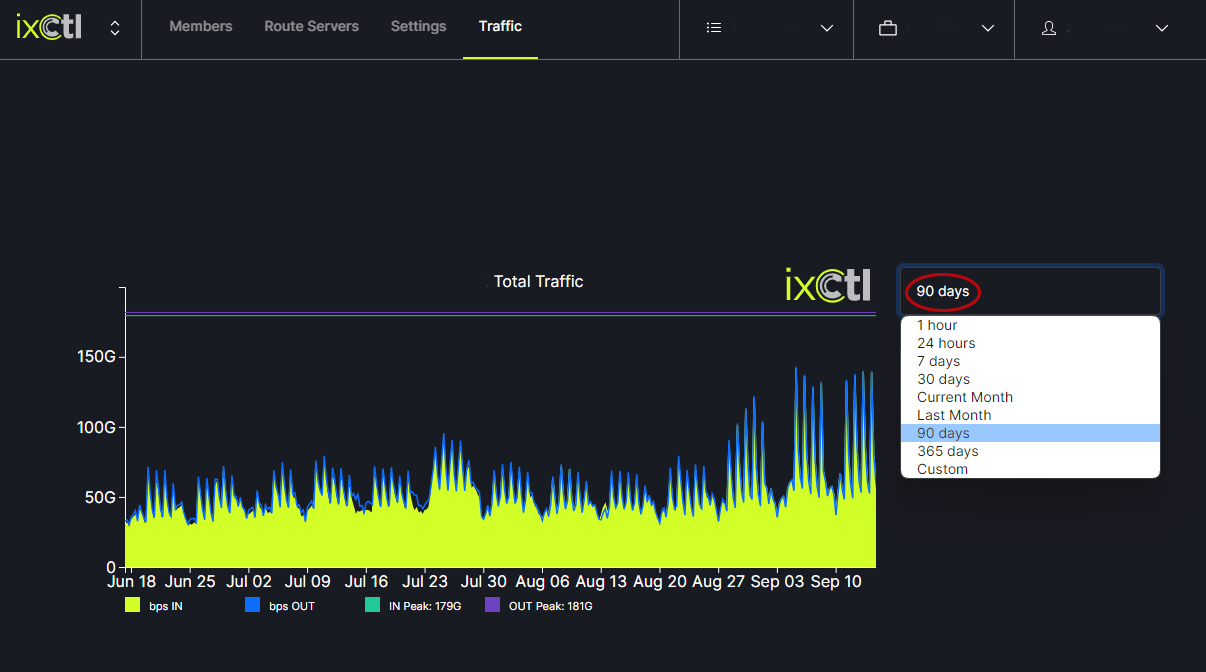 ixCtl
Members Route Servers Settings Traffic
Total Traffic
ixCtl
90 days
1 hour
24 hours
7 days
30 days
Current Month
Last Month
90 days
365 days
Custom
150G
100G
50G
0
Jun 18 Jun 25 Jul 02 Jul 09 Jul 16 Jul 23 Jul 30 Aug 06 Aug 13 Aug 20 Aug 27 Sep 03 Sep 10
bps IN bps OUT IN Peak: 179G OUT Peak: 181G